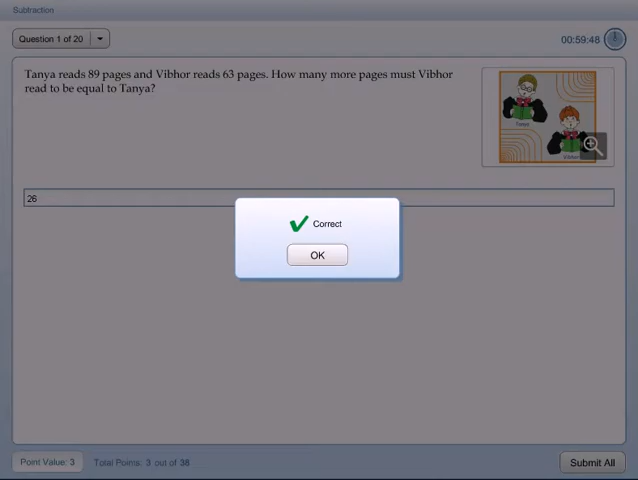 Subtraction
Question 1 of 20
00:59:48
Tanya reads 89 pages and Vibhor reads 63 pages. How many more pages must Vibhor
read to be equal to Tanya?
Tanya
Vibhor
26
Correct
OK
Point Value: 3
Total Points: 3 out of 38
Submit All